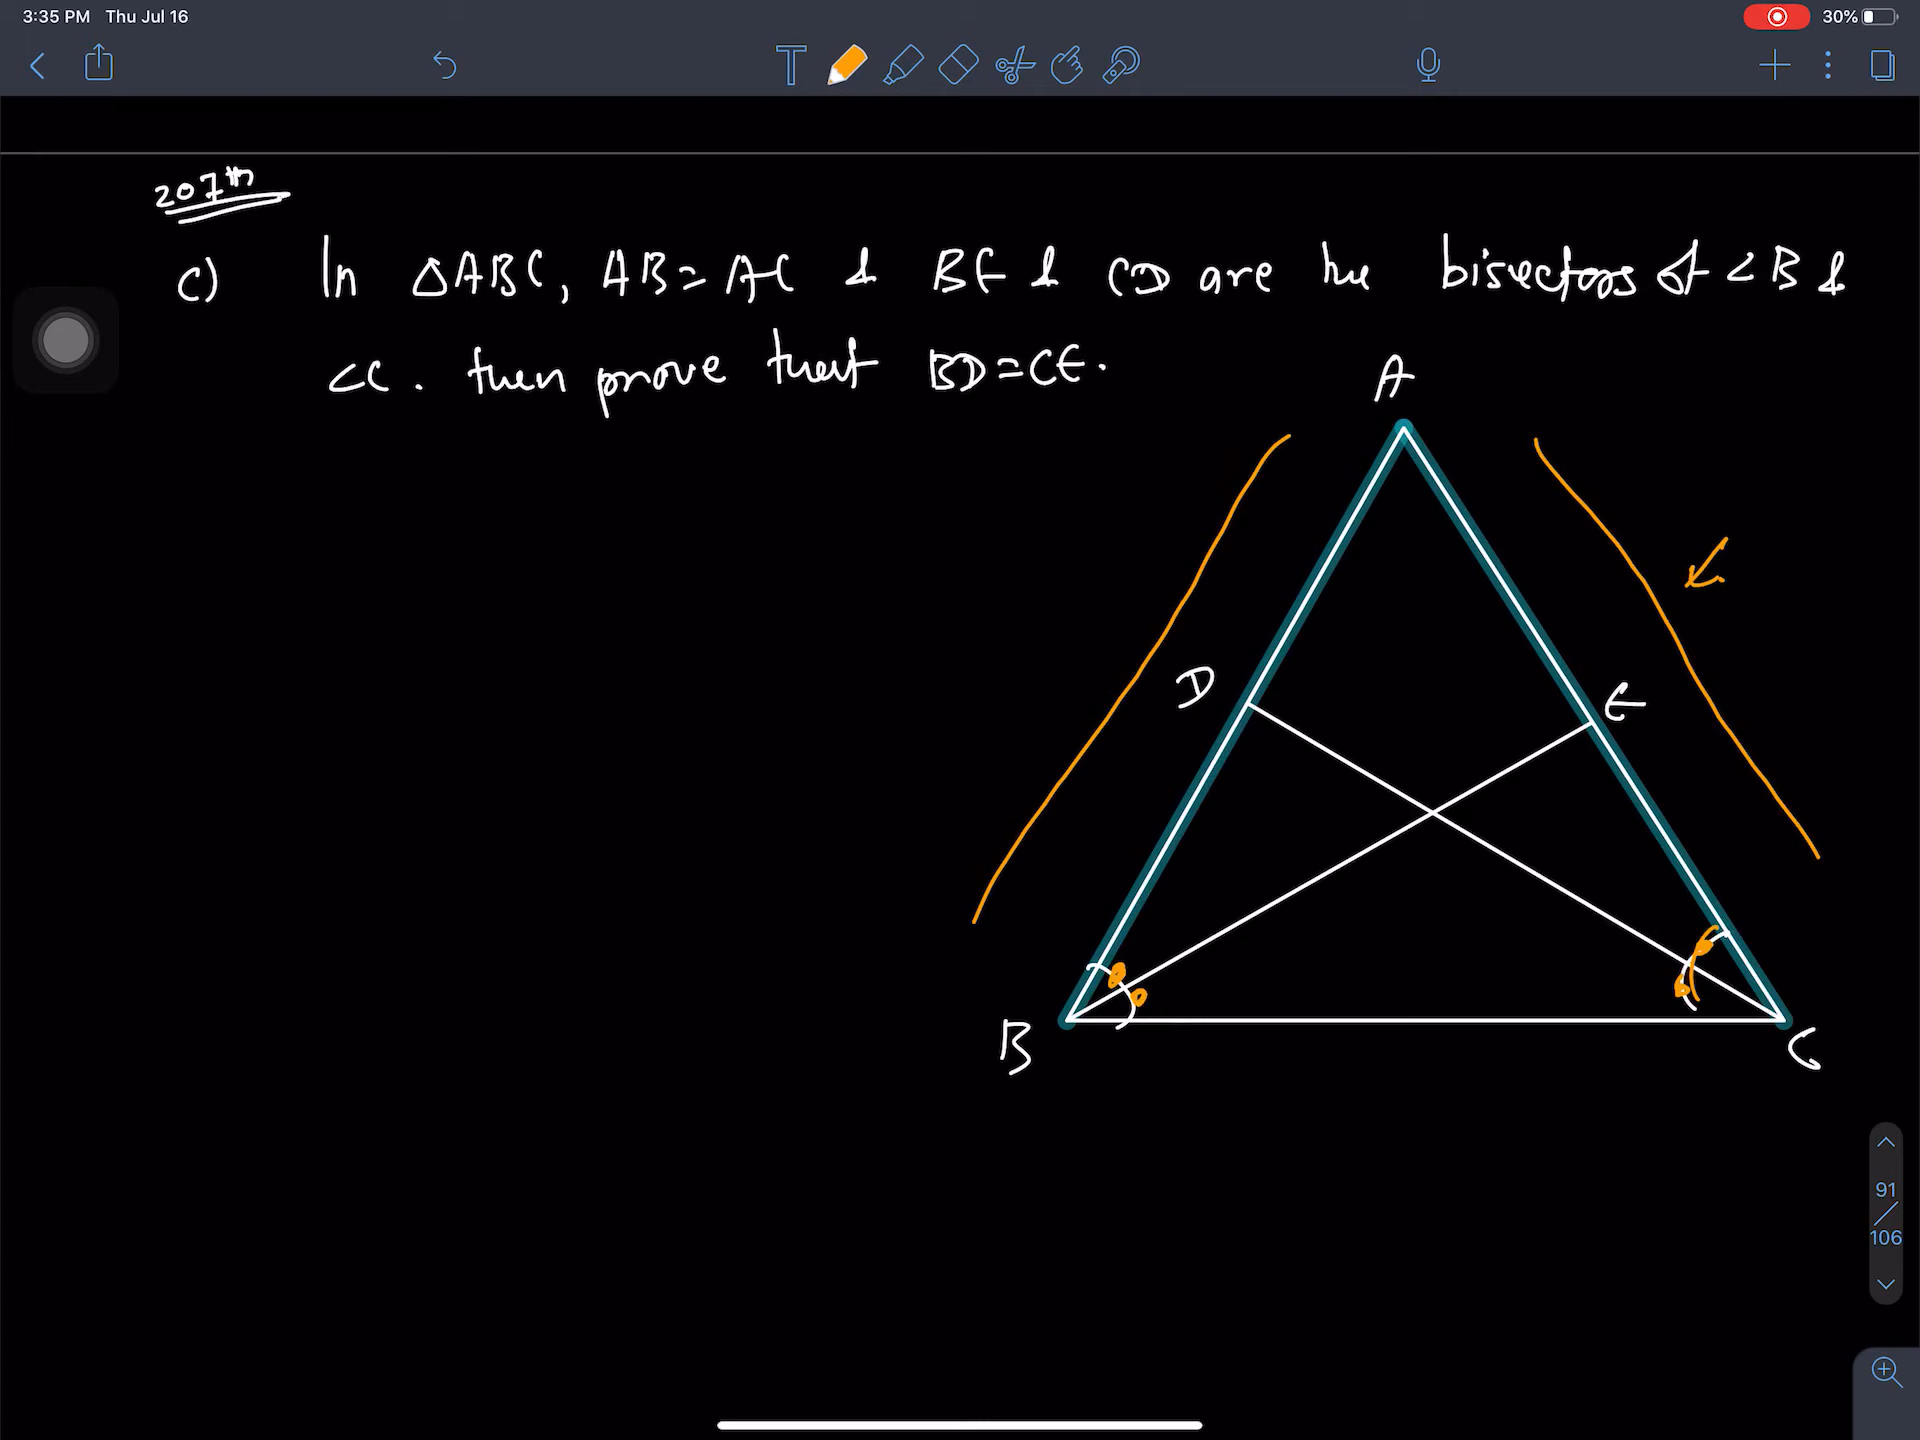 3:35 PM Thu Jul 16
30%
207th
c) In ΔABC, AB=AC & BE & CD are the bisectors of ∠B &
∠C. then prove that BD=CE.
A
D
E
B
C
91
106